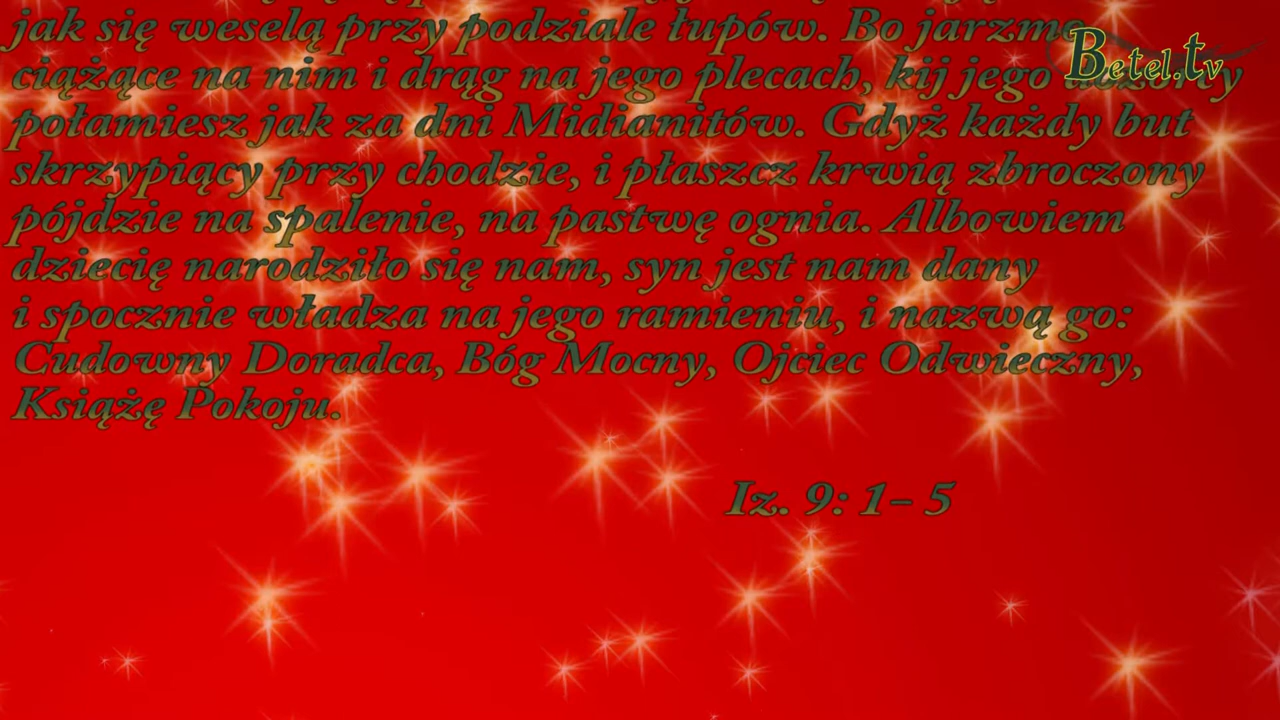 jak się weselą przy podziale łupów. Bo jarzmo
Betel.tv
ciążące na nim i drąg na jego plecach, kij jego
połamiesz jak za dni Midianitów. Gdyż każdy but
skrzypiący przy chodzie, i płaszcz krwią zbroczony
pójdzie na spalenie, na pastwę ognia. Albowiem
dziecię narodziło się nam, syn jest nam dany
i spocznie władza na jego ramieniu, i nazwą go:
Cudowny Doradca, Bóg Mocny, Ojciec Odwieczny,
Książę Pokoju.
Iz. 9: 1– 5